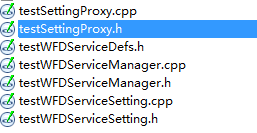 testSettingProxy.cpp
testSettingProxy.h
testWFDServiceDefs.h
testWFDServiceManager.cpp
testWFDServiceManager.h
testWFDServiceSetting.cpp
testWFDServiceSetting.h